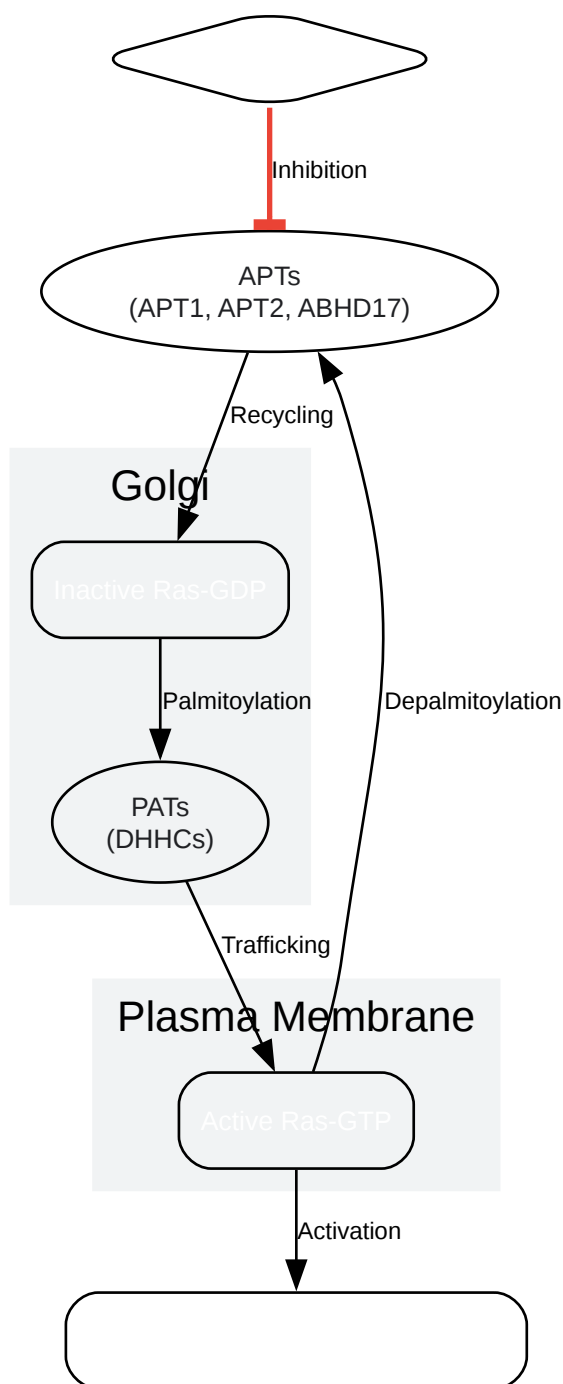 Inhibition
APTs
(APT1, APT2, ABHD17)
Recycling
Golgi
Inactive Ras-GDP
Palmitoylation
Depalmitoylation
PATs
(DHHCs)
Trafficking
Plasma Membrane
Active Ras-GTP
Activation